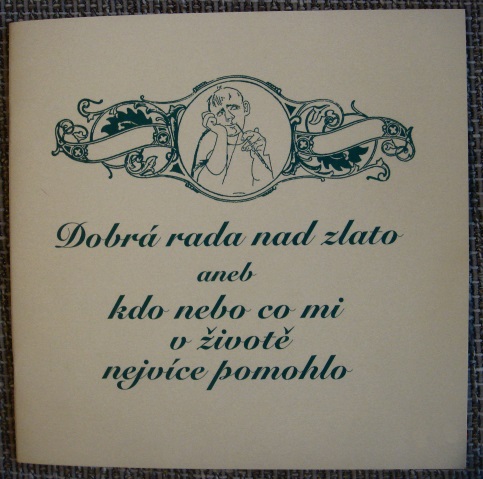 Dobrá rada nad zlato
aneb
kdo nebo co mi
v životě
nejvíce pomohlo